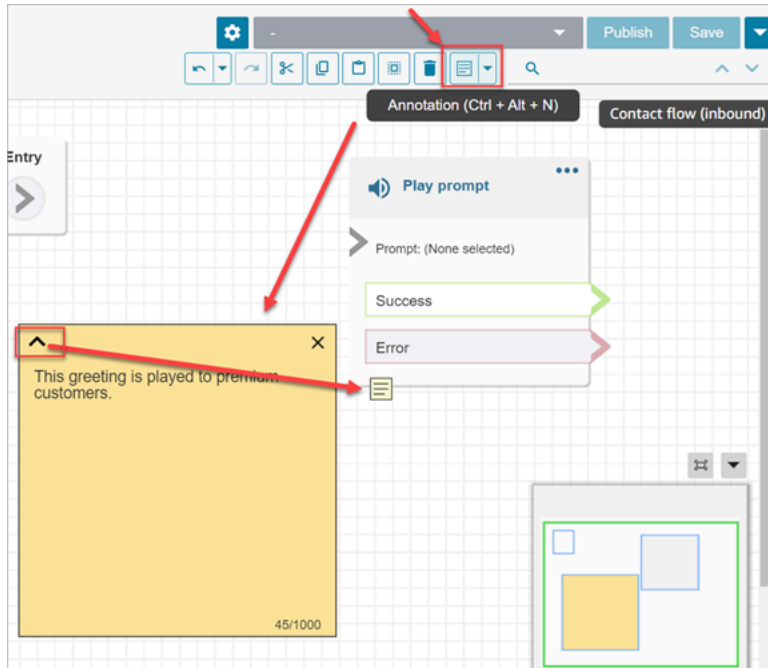 -
Publish
Save
Annotation (Ctrl + Alt + N)
Contact flow (inbound)
Entry
Play prompt
Prompt: (None selected)
Success
Error
This greeting is played to premium
customers.
45/1000